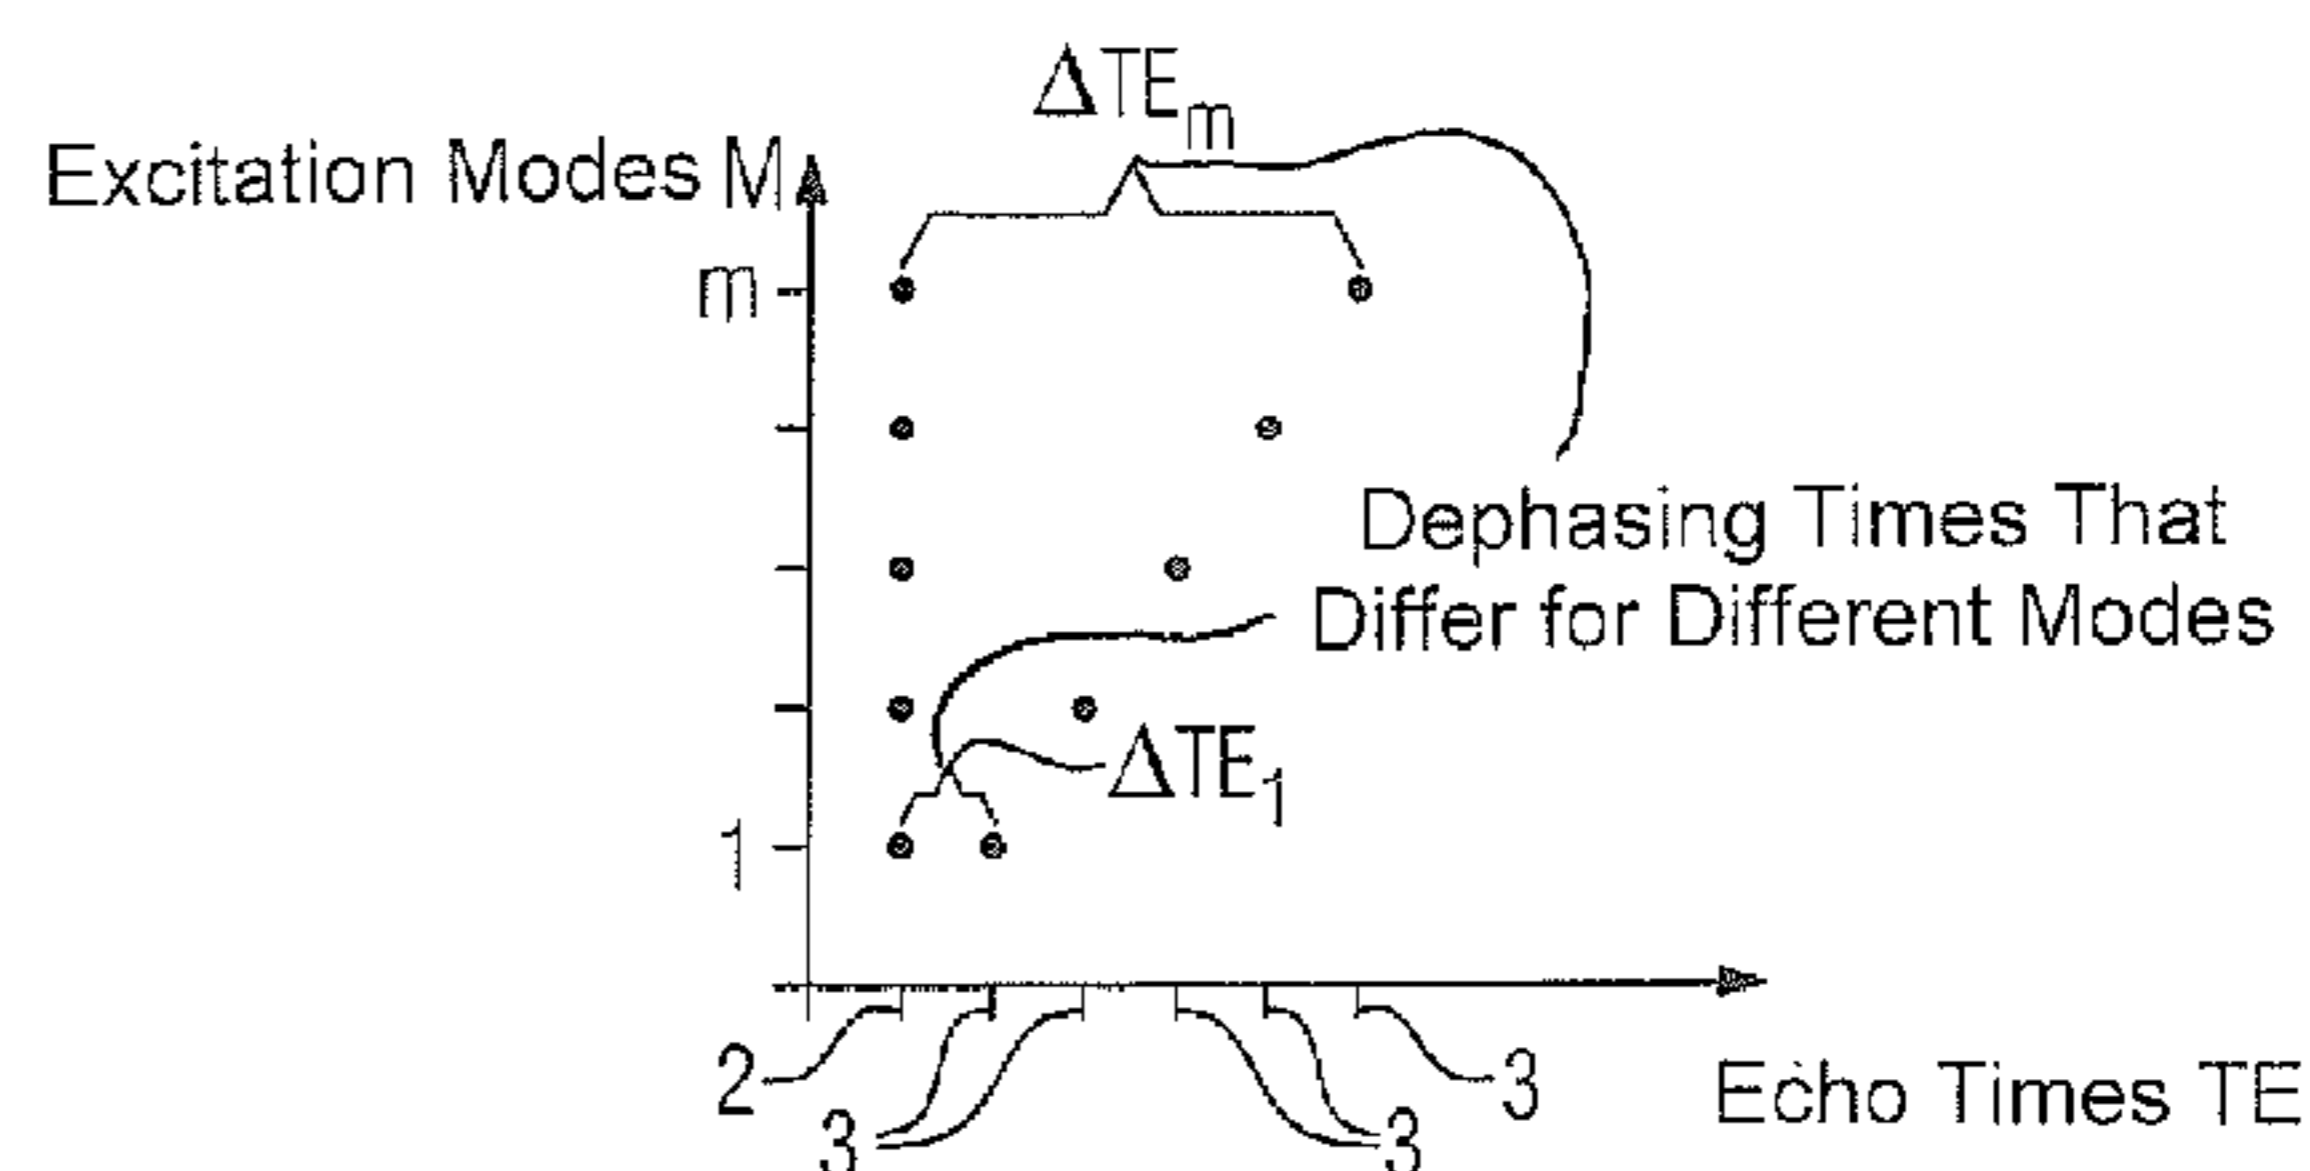 ΔTEm
Excitation Modes M
m
Dephasing Times That
Differ for Different Modes
ΔTE1
1
2
3
3
3
Echo Times TE